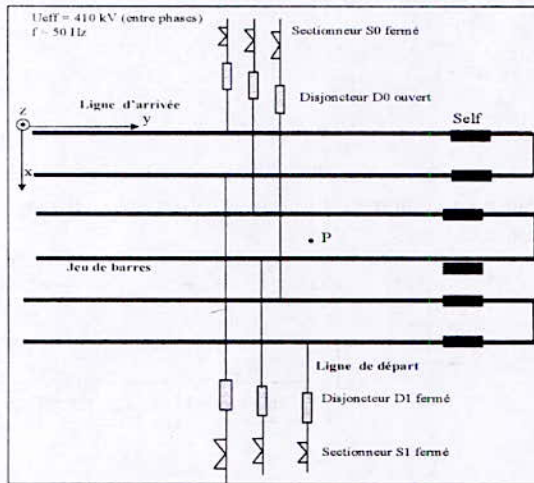 Ueff = 410 kV (entre phases)
f ~ 50 Hz
Sectionneur S0 fermé
Disjoncteur D0 ouvert
Ligne d'arrivée
z
y
x
Self
P
Jeu de barres
Ligne de départ
Disjoncteur D1 fermé
Sectionneur S1 fermé